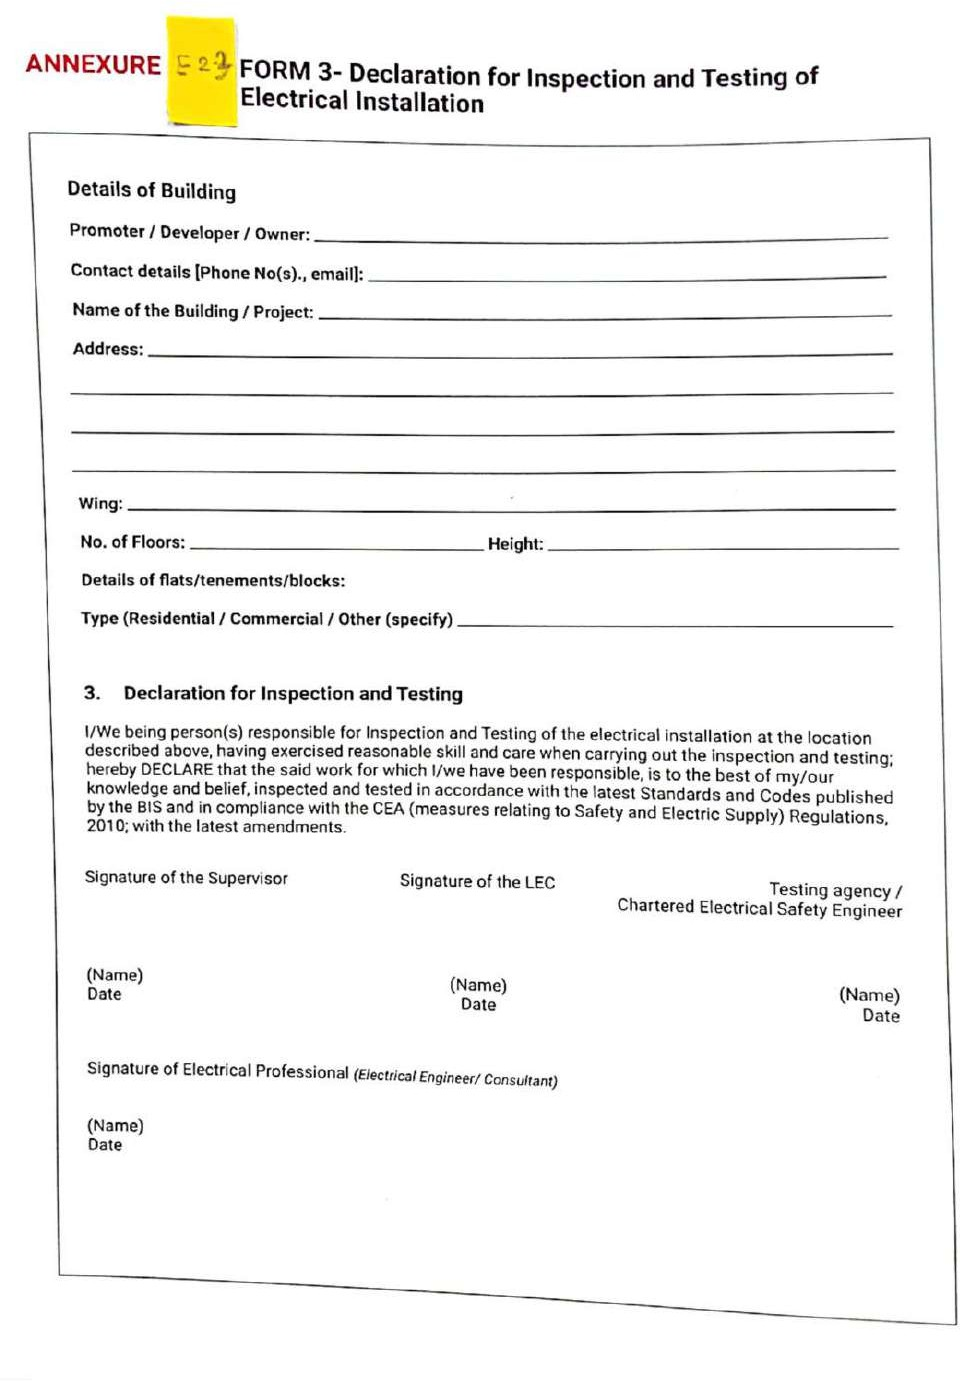 ANNEXURE E 22 FORM 3- Declaration for Inspection and Testing of
Electrical Installation
Details of Building
Promoter / Developer / Owner:
Contact details [Phone No(s)., email]:
Name of the Building / Project:
Address:
Wing:
No. of Floors: Height:
Details of flats/tenements/blocks:
Type (Residential / Commercial / Other (specify)
3. Declaration for Inspection and Testing
I/We being person(s) responsible for Inspection and Testing of the electrical installation at the location
described above, having exercised reasonable skill and care when carrying out the inspection and testing;
hereby DECLARE that the said work for which I/we have been responsible, is to the best of my/our
knowledge and belief, inspected and tested in accordance with the latest Standards and Codes published
by the BIS and in compliance with the CEA (measures relating to Safety and Electric Supply) Regulations,
2010; with the latest amendments.
Signature of the Supervisor Signature of the LEC Testing agency /
Chartered Electrical Safety Engineer
(Name) (Name) (Name)
Date Date Date
Signature of Electrical Professional (Electrical Engineer/ Consultant)
(Name)
Date